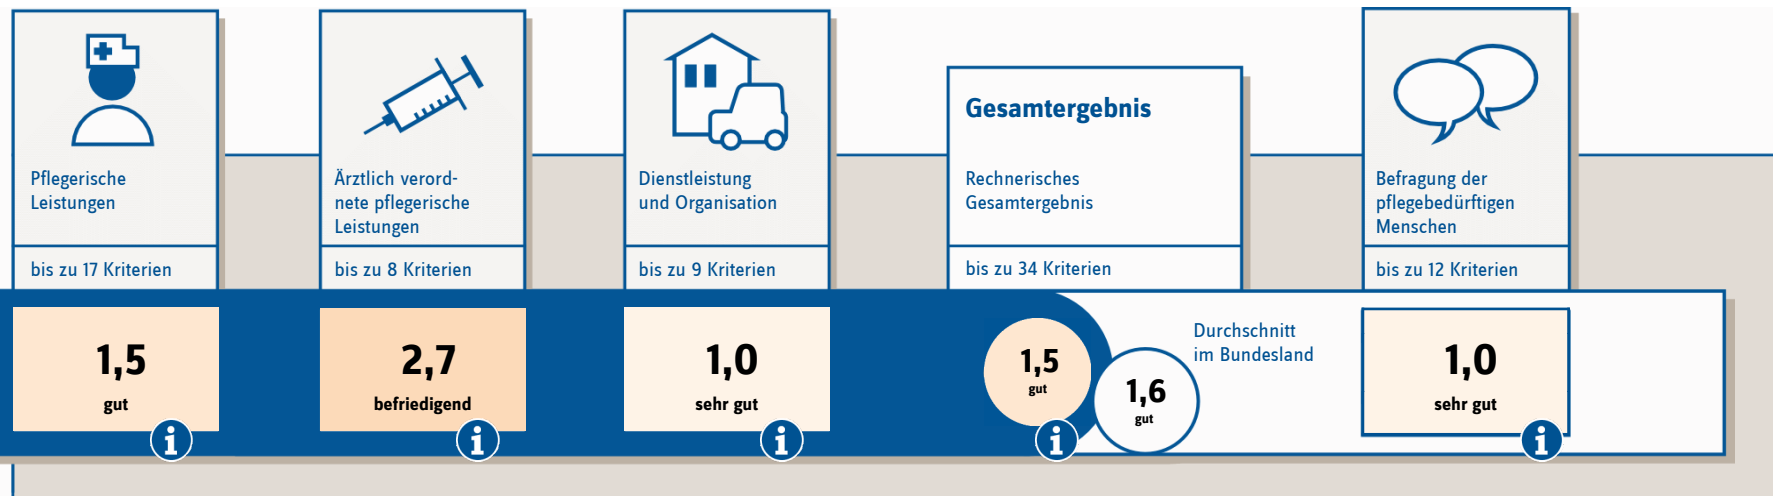 Pflegerische
Leistungen
bis zu 17 Kriterien
1,5
gut
Ärztlich verord-
nete pflegerische
Leistungen
bis zu 8 Kriterien
2,7
befriedigend
Dienstleistung
und Organisation
bis zu 9 Kriterien
1,0
sehr gut
Gesamtergebnis
Rechnerisches
Gesamtergebnis
bis zu 34 Kriterien
1,5
gut
Durchschnitt
im Bundesland
1,6
gut
Befragung der
pflegebedürftigen
Menschen
bis zu 12 Kriterien
1,0
sehr gut